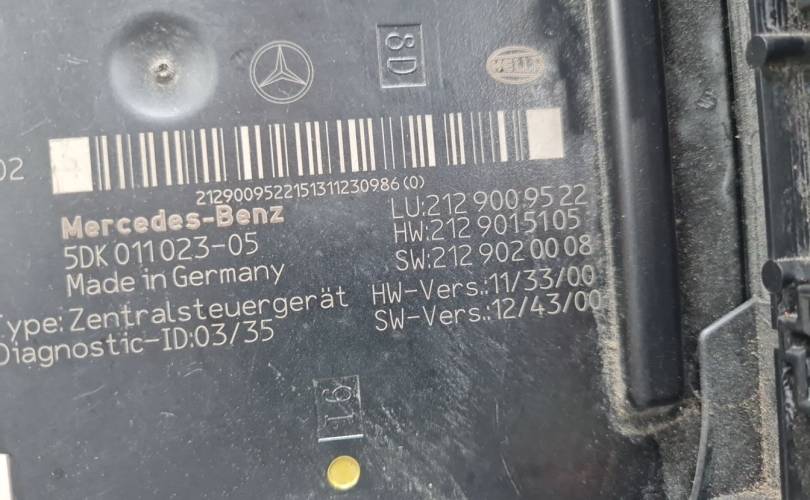 8D
HELLA
02
2129009522151311230986(0)
Mercedes-Benz
5DK 011 023-05
Made in Germany
Type: Zentralsteuergerät
Diagnostic-ID:03/35
LU:212 900 95 22
HW:212 901 51 05
SW:212 902 00 08
HW-Vers.:11/33/00
SW-Vers.:12/43/00